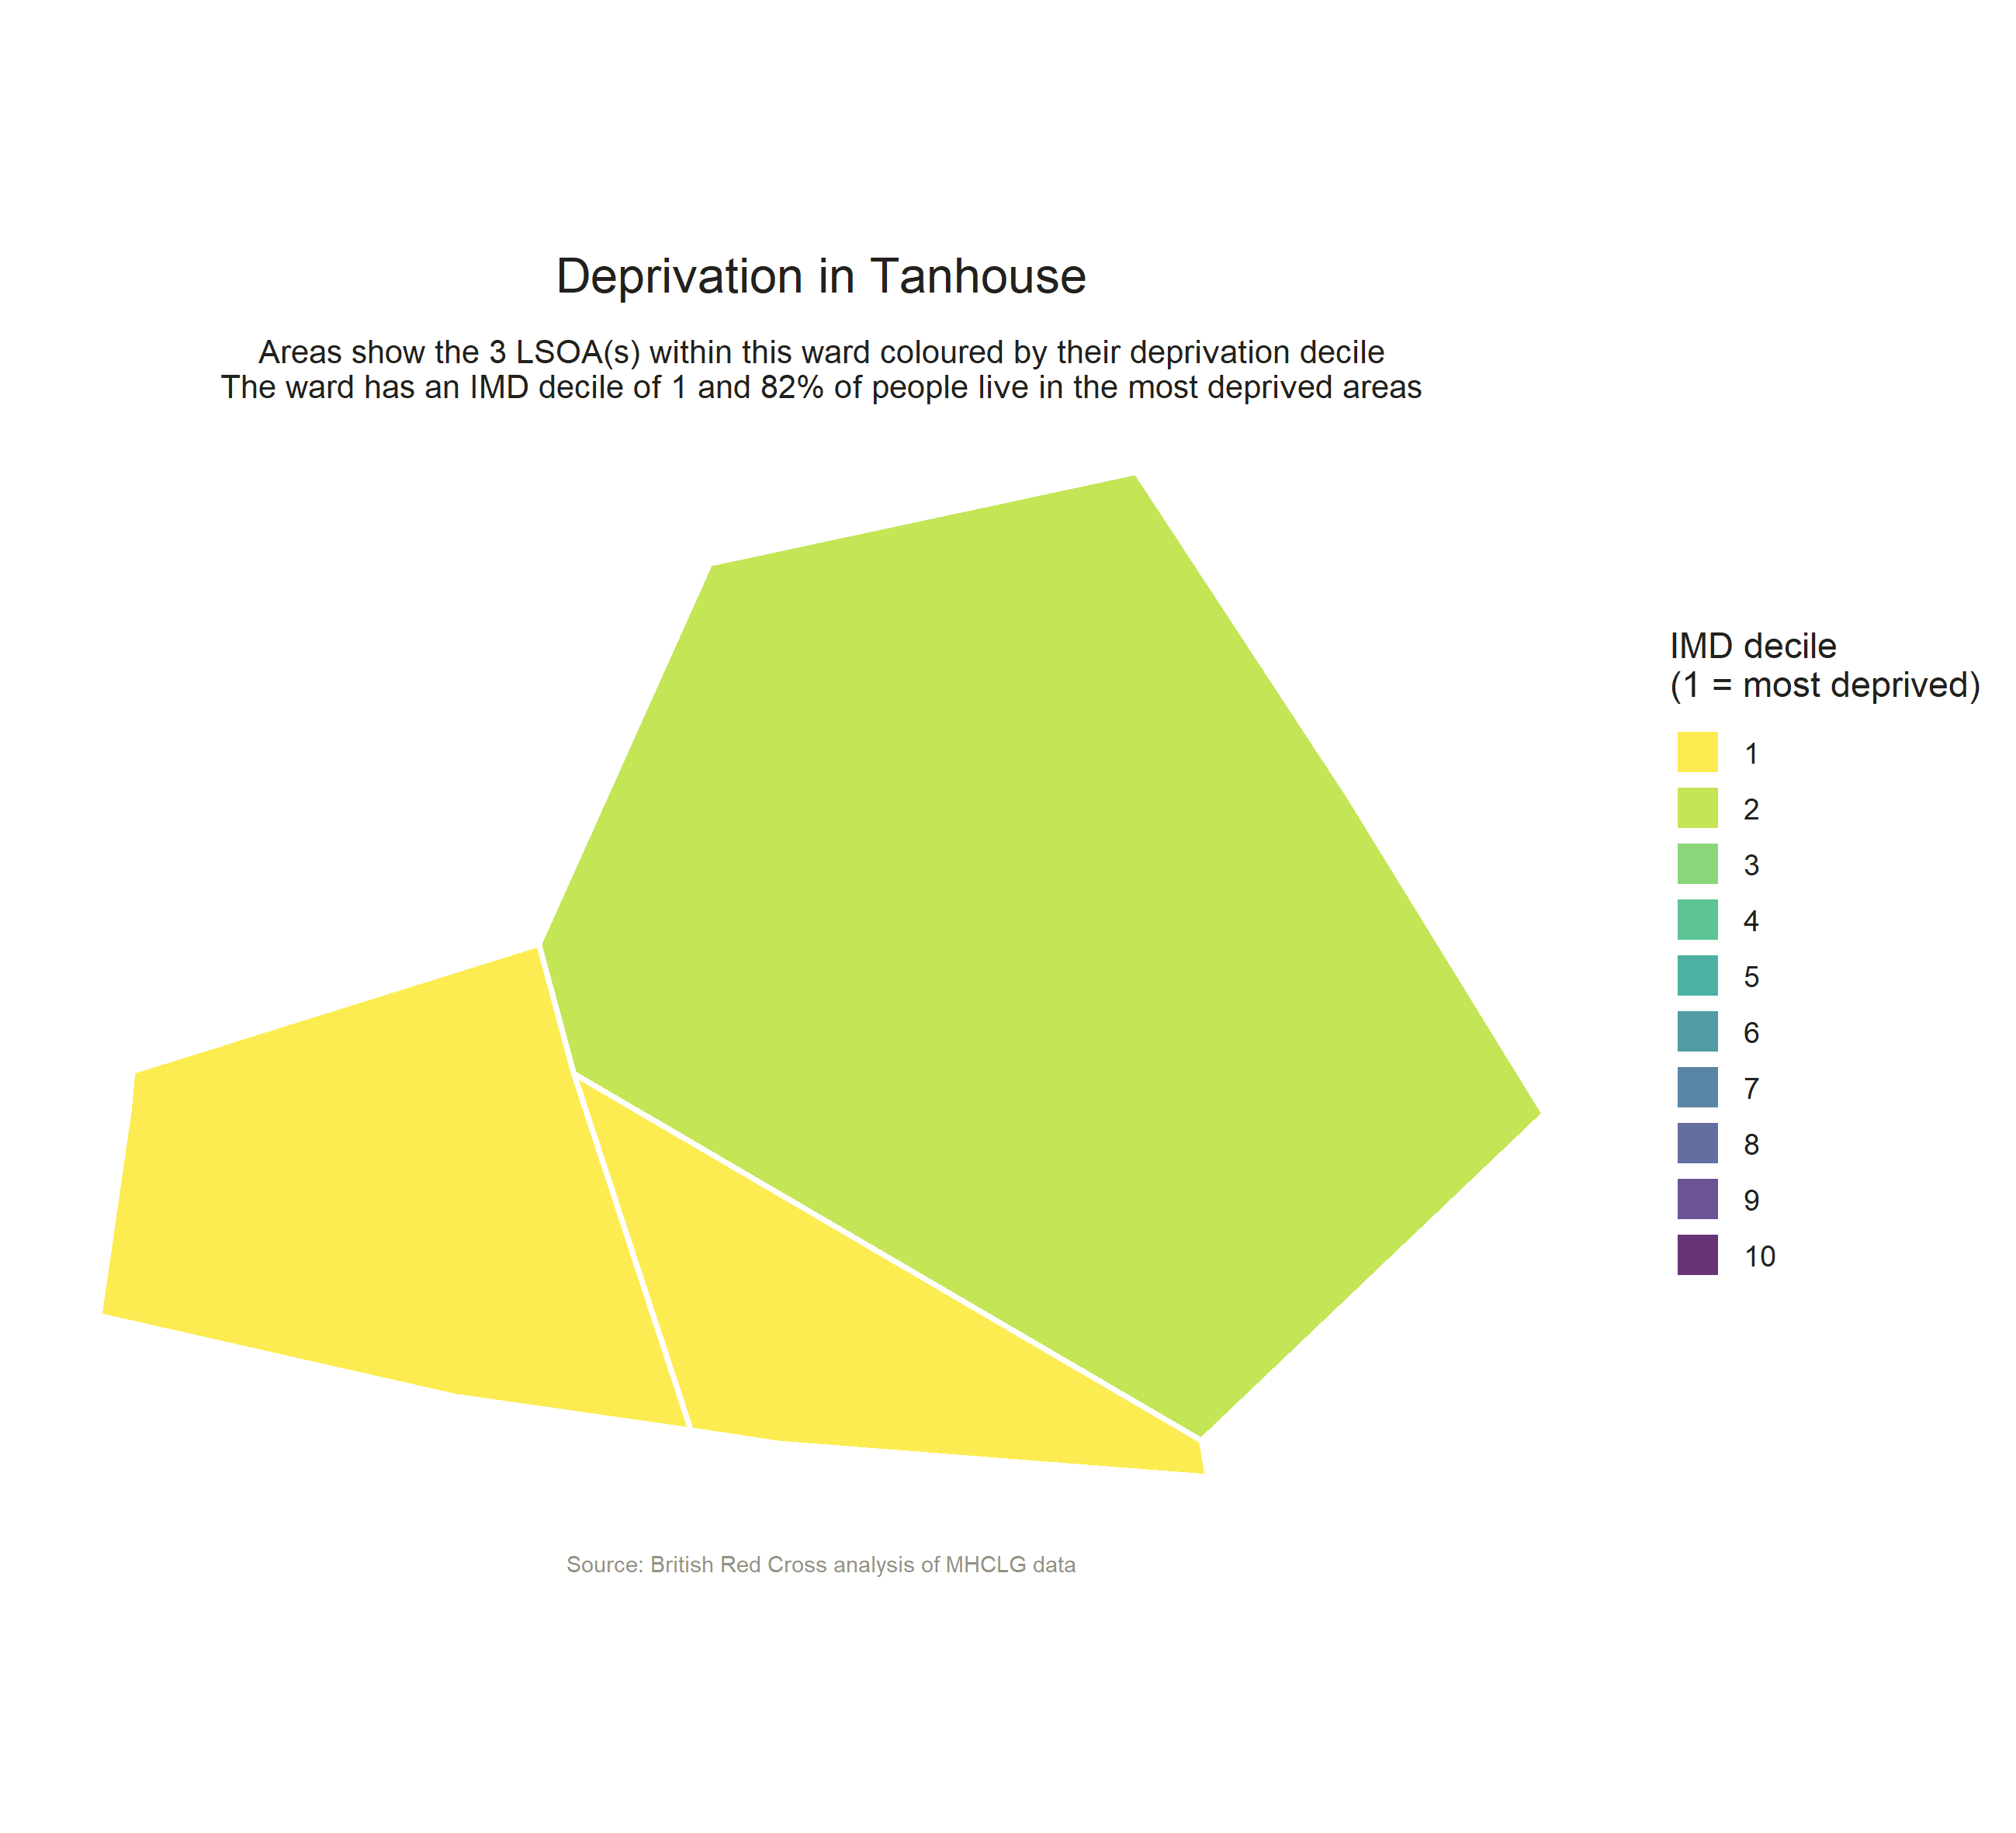 Deprivation in Tanhouse
Areas show the 3 LSOA(s) within this ward coloured by their deprivation decile
The ward has an IMD decile of 1 and 82% of people live in the most deprived areas
IMD decile
(1 = most deprived)
1
2
3
4
5
6
7
8
9
10
Source: British Red Cross analysis of MHCLG data